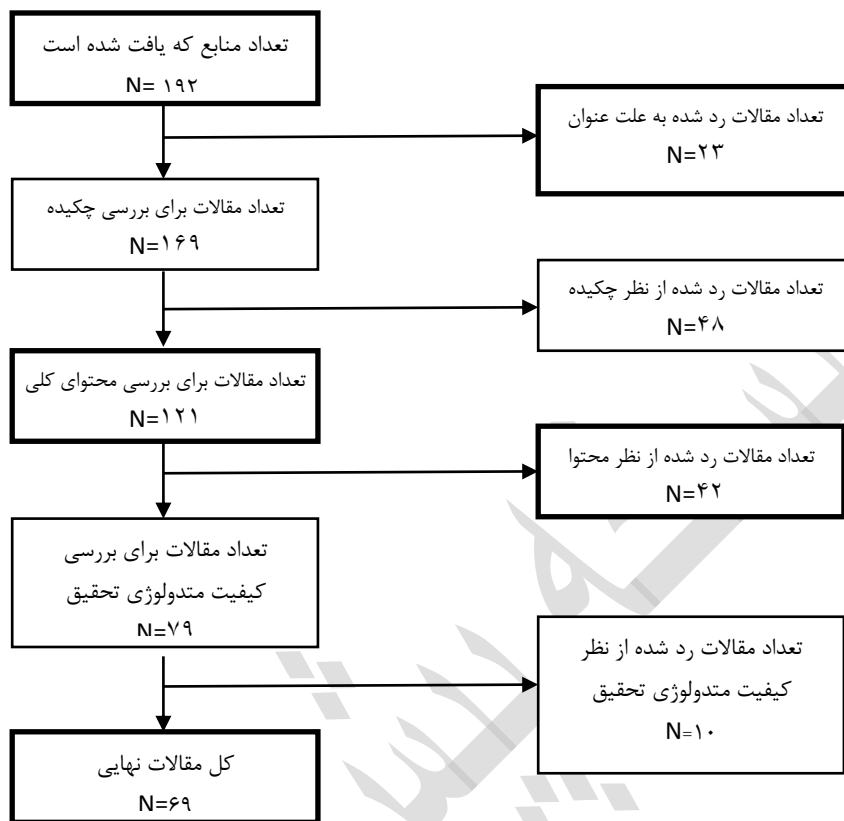 تعداد منابع که یافت شده است
N= ۱۹۲
تعداد مقالات رد شده به علت عنوان
N=۲۳
تعداد مقالات برای بررسی چکیده
N=۱۶۹
تعداد مقالات رد شده از نظر چکیده
N=۴۸
تعداد مقالات برای بررسی محتوای کلی
N=۱۲۱
تعداد مقالات رد شده از نظر محتوا
N=۴۲
تعداد مقالات برای بررسی
کیفیت متدولوژی تحقیق
N=۷۹
تعداد مقالات رد شده از نظر
کیفیت متدولوژی تحقیق
N=۱۰
کل مقالات نهایی
N=۶۹